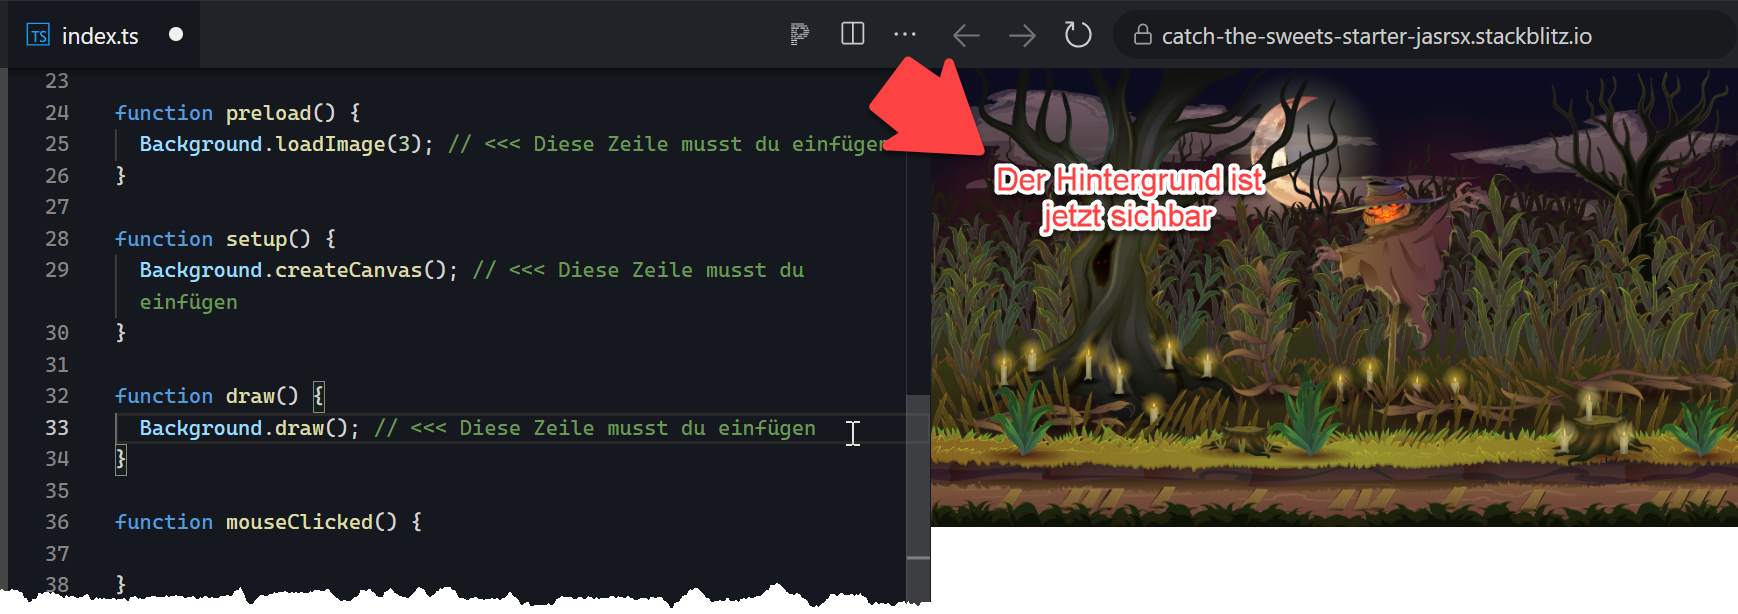 TS index.ts
catch-the-sweets-starter-jasrsx.stackblitz.io
23
24 function preload() {
25 Background.loadImage(3); // <<< Diese Zeile musst du einfügen
26 }
27
28 function setup() {
29 Background.createCanvas(); // <<< Diese Zeile musst du
einfügen
30 }
31
32 function draw() {
33 Background.draw(); // <<< Diese Zeile musst du einfügen
34 }
35
36 function mouseClicked() {
37
38 }
Der Hintergrund ist
jetzt sichbar